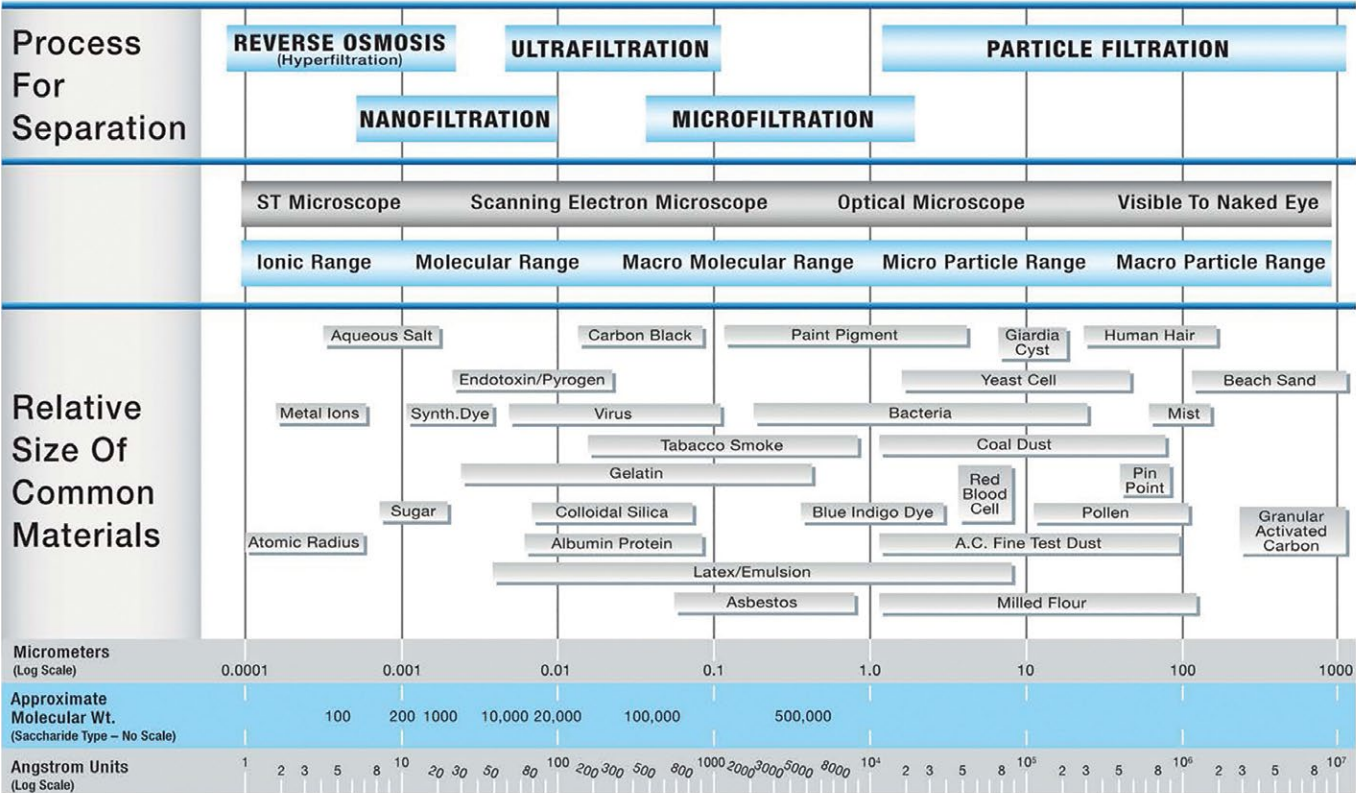 Process
For
Separation
REVERSE OSMOSIS
(Hyperfiltration)
ULTRAFILTRATION
PARTICLE FILTRATION
NANOFILTRATION
MICROFILTRATION
ST Microscope
Scanning Electron Microscope
Optical Microscope
Visible To Naked Eye
Ionic Range
Molecular Range
Macro Molecular Range
Micro Particle Range
Macro Particle Range
Relative
Size Of
Common
Materials
Aqueous Salt
Carbon Black
Paint Pigment
Giardia
Cyst
Human Hair
Endotoxin/Pyrogen
Yeast Cell
Beach Sand
Metal Ions
Synth.Dye
Virus
Bacteria
Mist
Tabacco Smoke
Coal Dust
Gelatin
Red
Blood
Cell
Pin
Point
Sugar
Colloidal Silica
Blue Indigo Dye
Pollen
Granular
Activated
Carbon
Atomic Radius
Albumin Protein
A.C. Fine Test Dust
Latex/Emulsion
Asbestos
Milled Flour
Micrometers
(Log Scale)
0.0001 0.001 0.01 0.1 1.0 10 100 1000
Approximate
Molecular Wt.
(Saccharide Type – No Scale)
100 200 1000 10,000 20,000 100,000 500,000
Angstrom Units
(Log Scale)
1 2 3 5 8 10 20 30 50 80 100 200 300 500 800 1000 2000 3000 5000 8000 10⁴ 2 3 5 8 10⁵ 2 3 5 8 10⁶ 2 3 5 8 10⁷